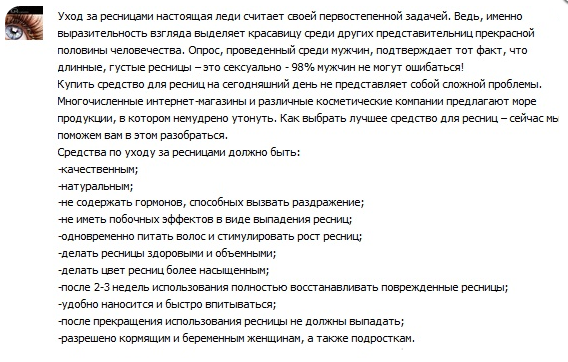 Уход за ресницами настоящая леди считает своей первостепенной задачей. Ведь, именно
выразительность взгляда выделяет красавицу среди других представительниц прекрасной
половины человечества. Опрос, проведенный среди мужчин, подтверждает тот факт, что
длинные, густые ресницы – это сексуально - 98% мужчин не могут ошибаться!
Купить средство для ресниц на сегодняшний день не представляет собой сложной проблемы.
Многочисленные интернет-магазины и различные косметические компании предлагают море
продукции, в котором немудрено утонуть. Как выбрать лучшее средство для ресниц – сейчас мы
поможем вам в этом разобраться.
Средства по уходу за ресницами должно быть:
-качественным;
-натуральным;
-не содержать гормонов, способных вызвать раздражение;
-не иметь побочных эффектов в виде выпадения ресниц;
-одновременно питать волос и стимулировать рост ресниц;
-делать ресницы здоровыми и объемными;
-делать цвет ресниц более насыщенным;
-после 2-3 недель использования полностью восстанавливать поврежденные ресницы;
-удобно наносится и быстро впитываться;
-после прекращения использования ресницы не должны выпадать;
-разрешено кормящим и беременным женщинам, а также подросткам.